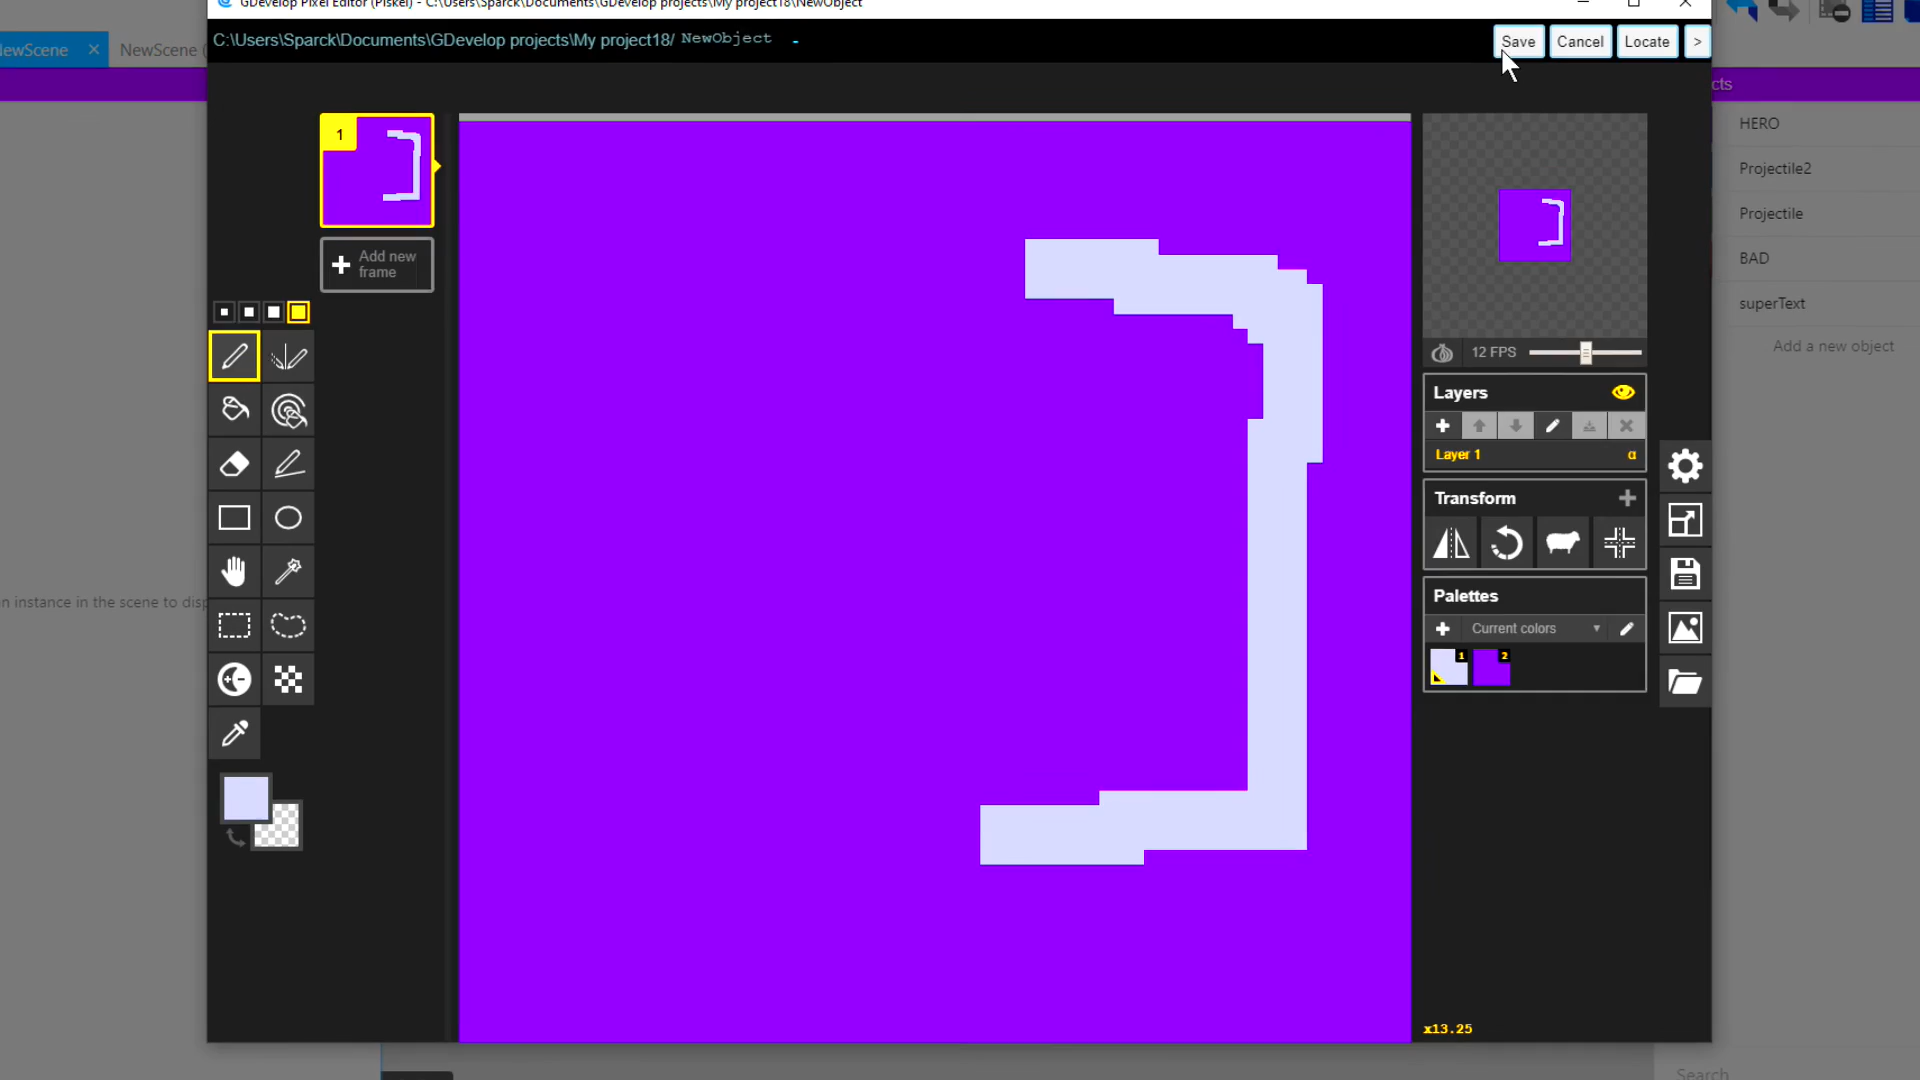 GDevelop Pixel Editor (Piskel) - C:\Users\Sparck\Documents\GDevelop projects\My project18\NewObject
C:\Users\Sparck\Documents\GDevelop projects\My project18/ NewObject -
Save Cancel Locate >
NewScene × NewScene (
cts
1
Add new frame
HERO
Projectile2
Projectile
BAD
superText
Add a new object
12 FPS
Layers
Layer 1 α
Transform
Palettes
Current colors
1 2
n instance in the scene to disp
x13.25
Search